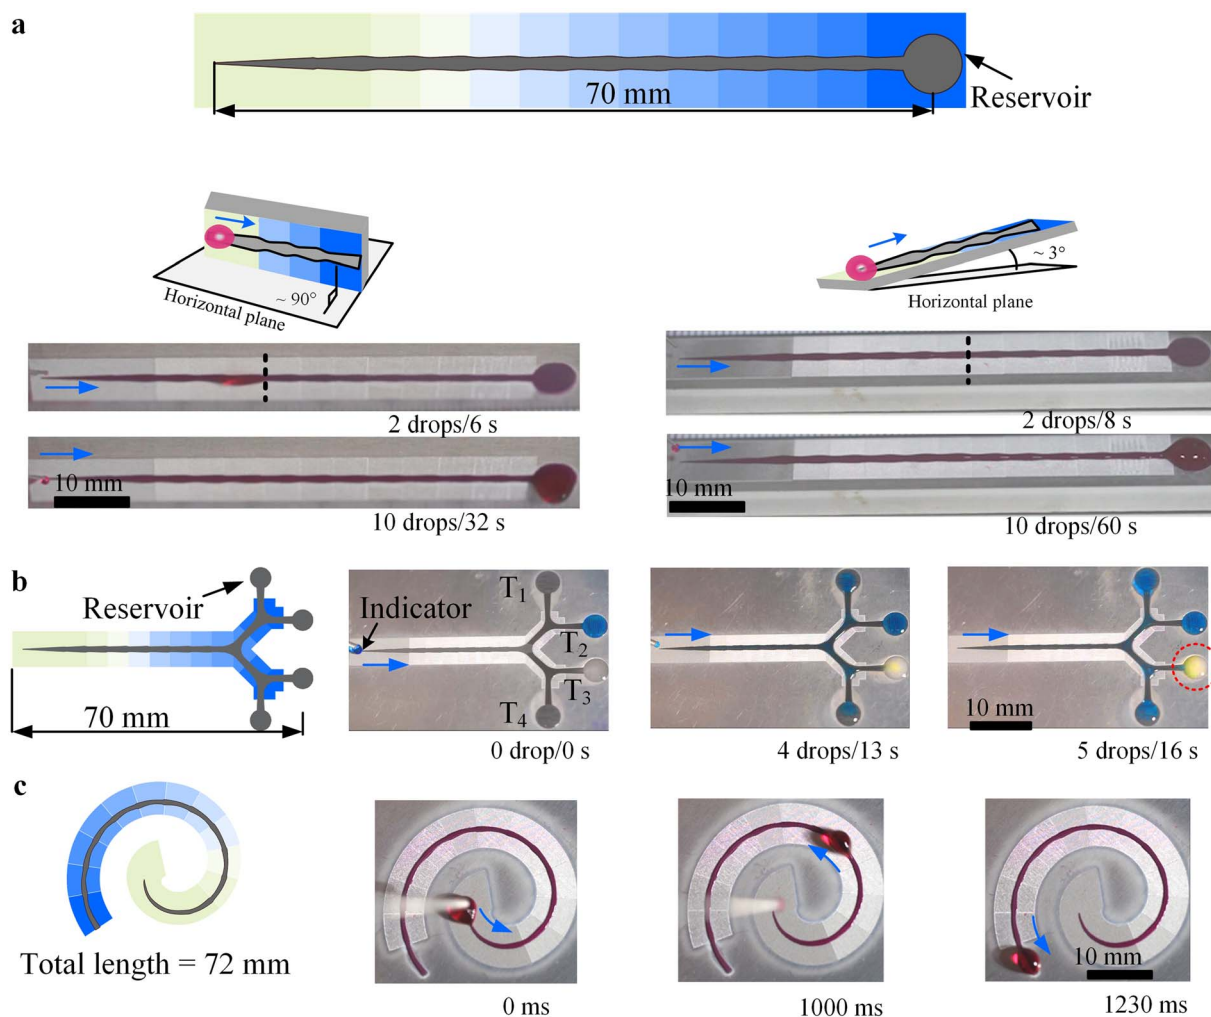 a
70 mm
Reservoir
~ 90°
Horizontal plane
~ 3°
Horizontal plane
2 drops/6 s
2 drops/8 s
10 mm
10 drops/32 s
10 mm
10 drops/60 s
b
Reservoir
70 mm
Indicator
T1
T2
T3
T4
0 drop/0 s
4 drops/13 s
10 mm
5 drops/16 s
c
Total length = 72 mm
0 ms
1000 ms
10 mm
1230 ms